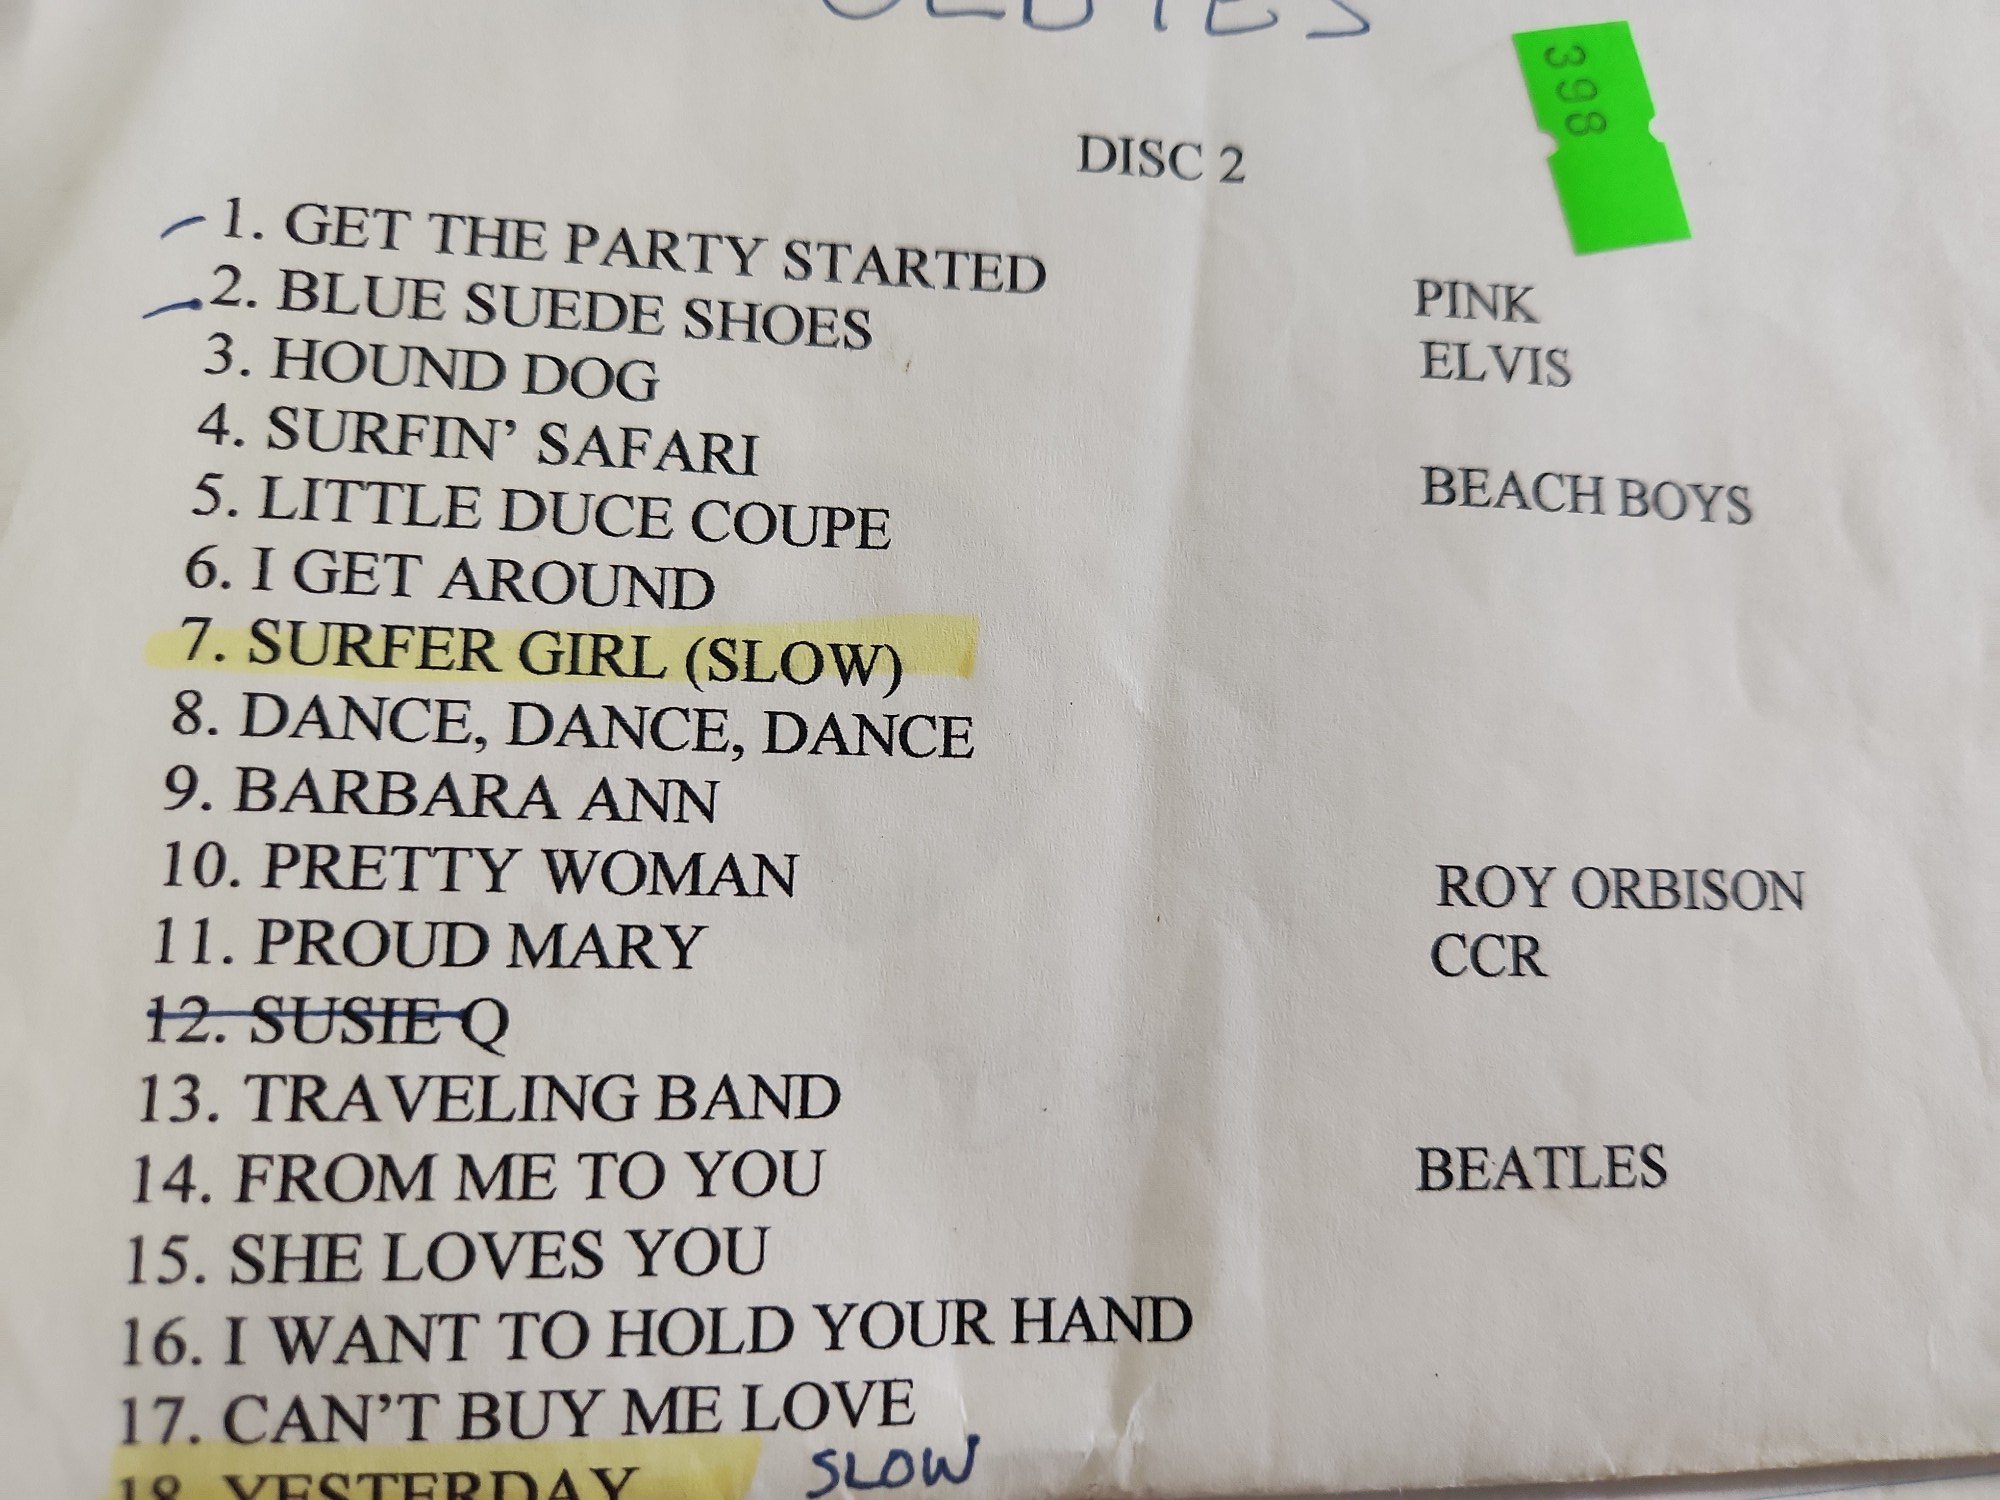 OLDIES
398
DISC 2
1. GET THE PARTY STARTED PINK
2. BLUE SUEDE SHOES ELVIS
3. HOUND DOG
4. SURFIN' SAFARI BEACH BOYS
5. LITTLE DUCE COUPE
6. I GET AROUND
7. SURFER GIRL (SLOW)
8. DANCE, DANCE, DANCE
9. BARBARA ANN
10. PRETTY WOMAN ROY ORBISON
11. PROUD MARY CCR
12. SUSIE Q
13. TRAVELING BAND
14. FROM ME TO YOU BEATLES
15. SHE LOVES YOU
16. I WANT TO HOLD YOUR HAND
17. CAN'T BUY ME LOVE
18. YESTERDAY SLOW